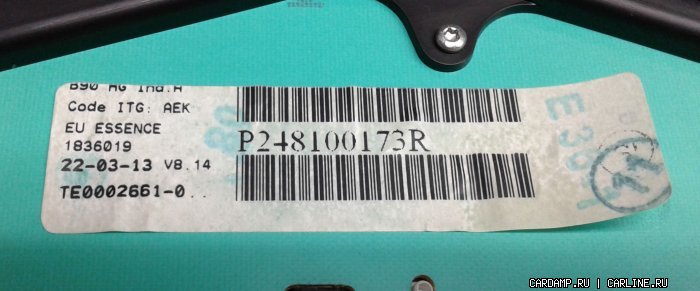 B90 HG Ind.A
Code ITG: AEK
EU ESSENCE
1836019
22-03-13 V8.14
TE0002661-0..
P248100173R
CARDAMP.RU | CARLINE.RU